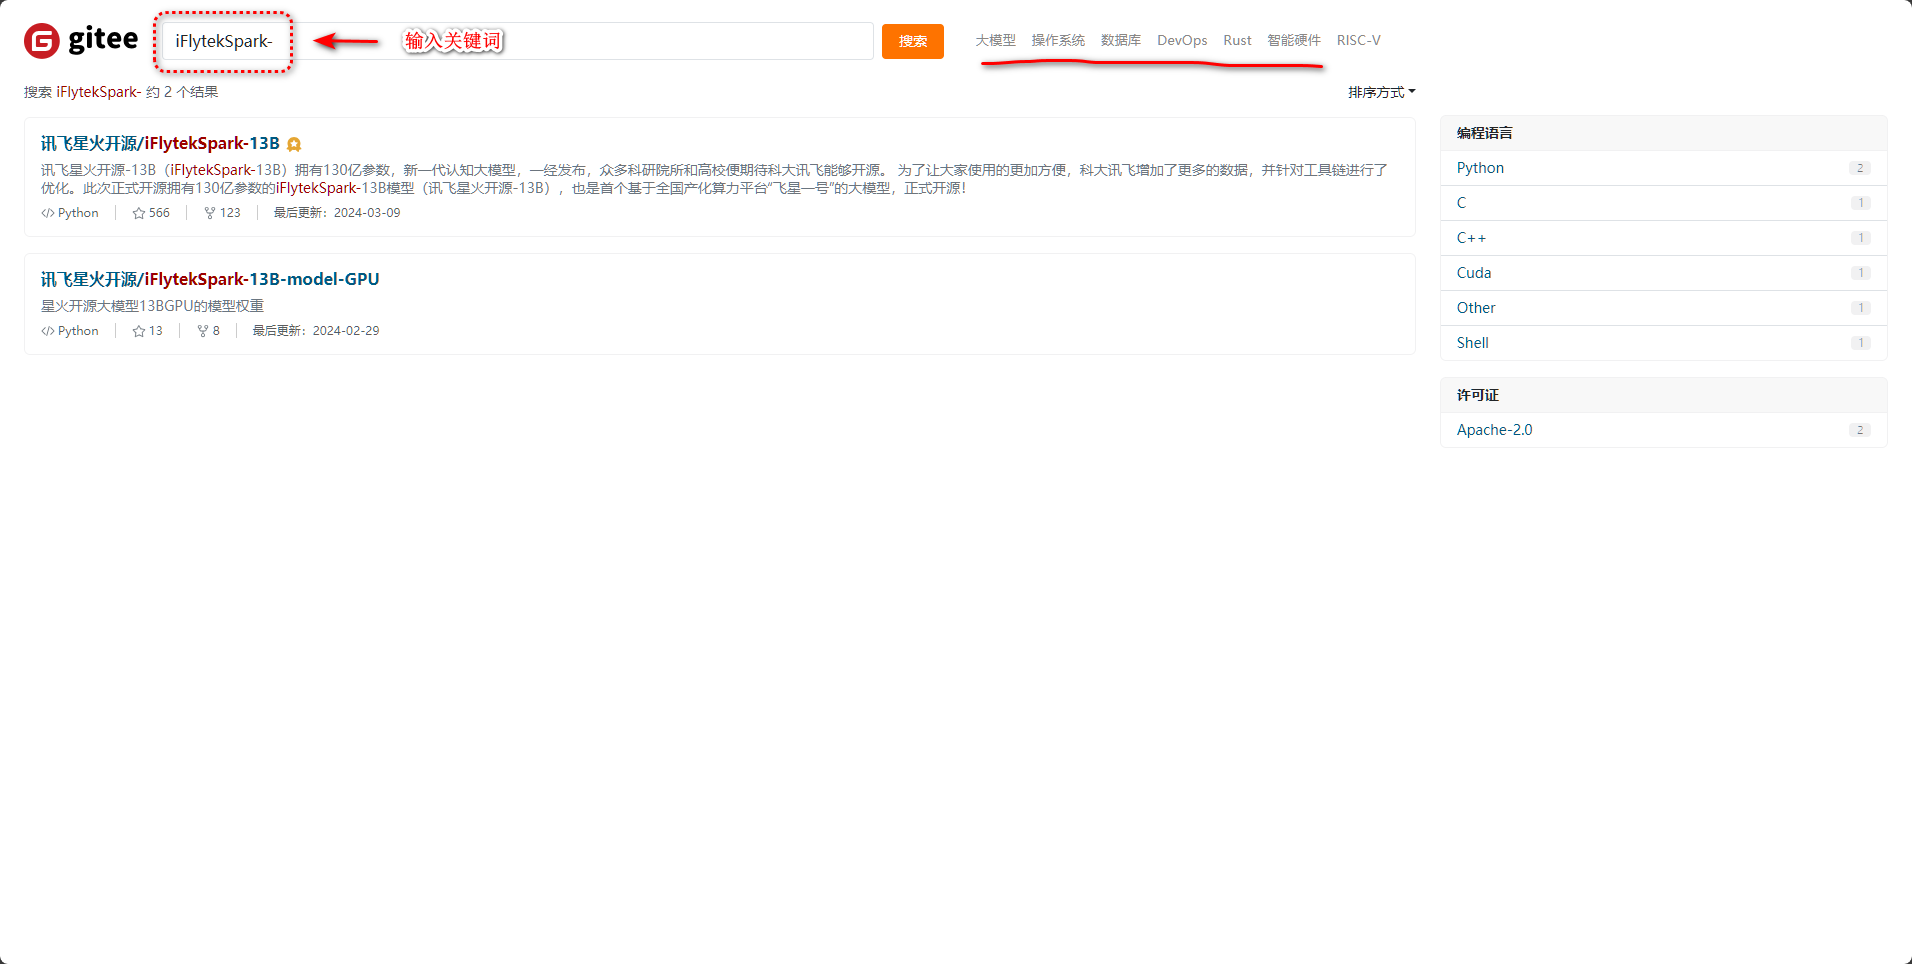 gitee
iFlytekSpark-
输入关键词
搜索
大模型 操作系统 数据库 DevOps Rust 智能硬件 RISC-V
搜索 iFlytekSpark- 约 2 个结果
排序方式
讯飞星火开源/iFlytekSpark-13B
讯飞星火开源-13B（iFlytekSpark-13B）拥有130亿参数，新一代认知大模型，一经发布，众多科研院所和高校便期待科大讯飞能够开源。 为了让大家使用的更加方便，科大讯飞增加了更多的数据，并针对工具链进行了
优化。此次正式开源拥有130亿参数的iFlytekSpark-13B模型（讯飞星火开源-13B），也是首个基于全国产化算力平台“飞星一号”的大模型，正式开源！
Python 566 123 最后更新：2024-03-09
讯飞星火开源/iFlytekSpark-13B-model-GPU
星火开源大模型13BGPU的模型权重
Python 13 8 最后更新：2024-02-29
编程语言
Python 2
C 1
C++ 1
Cuda 1
Other 1
Shell 1
许可证
Apache-2.0 2